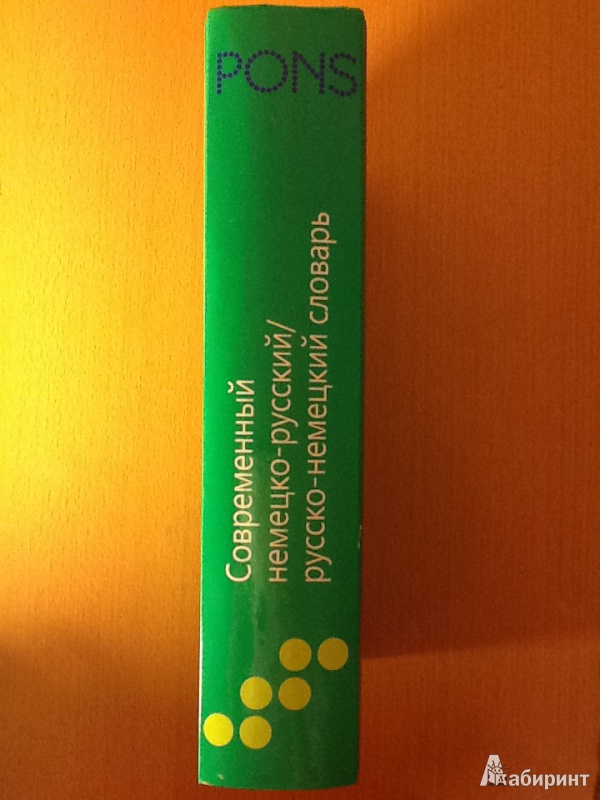 PONS
Современный
немецко-русский/
русско-немецкий словарь
Лабиринт